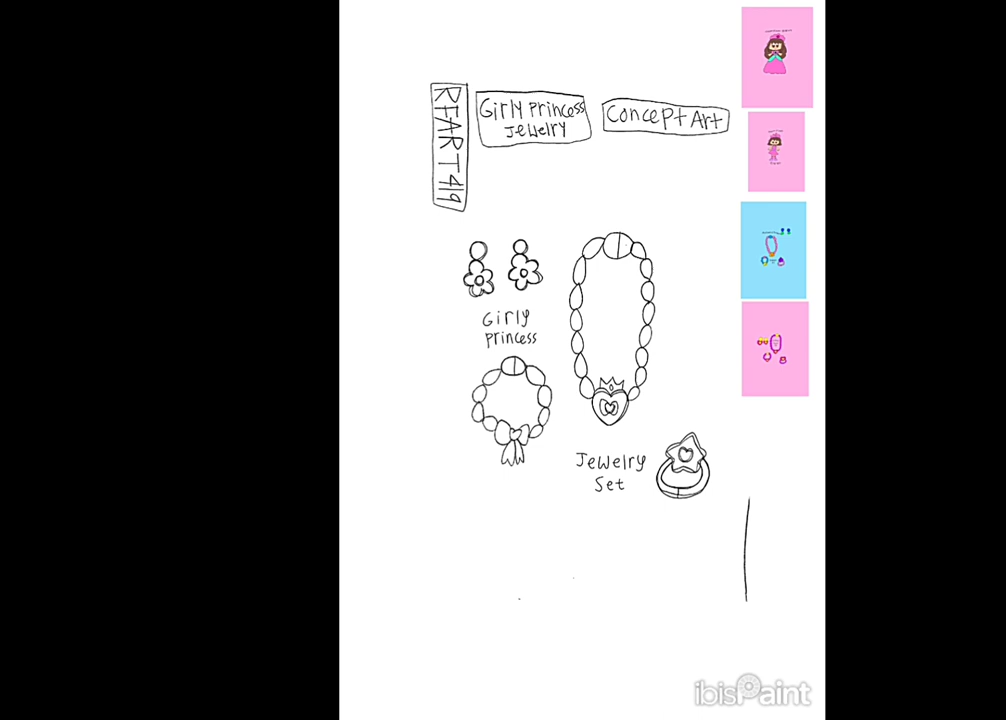 RFART419
Girly Princess
Jewelry
Concept Art
Girly
Princess
Jewelry
Set
ibisPaint